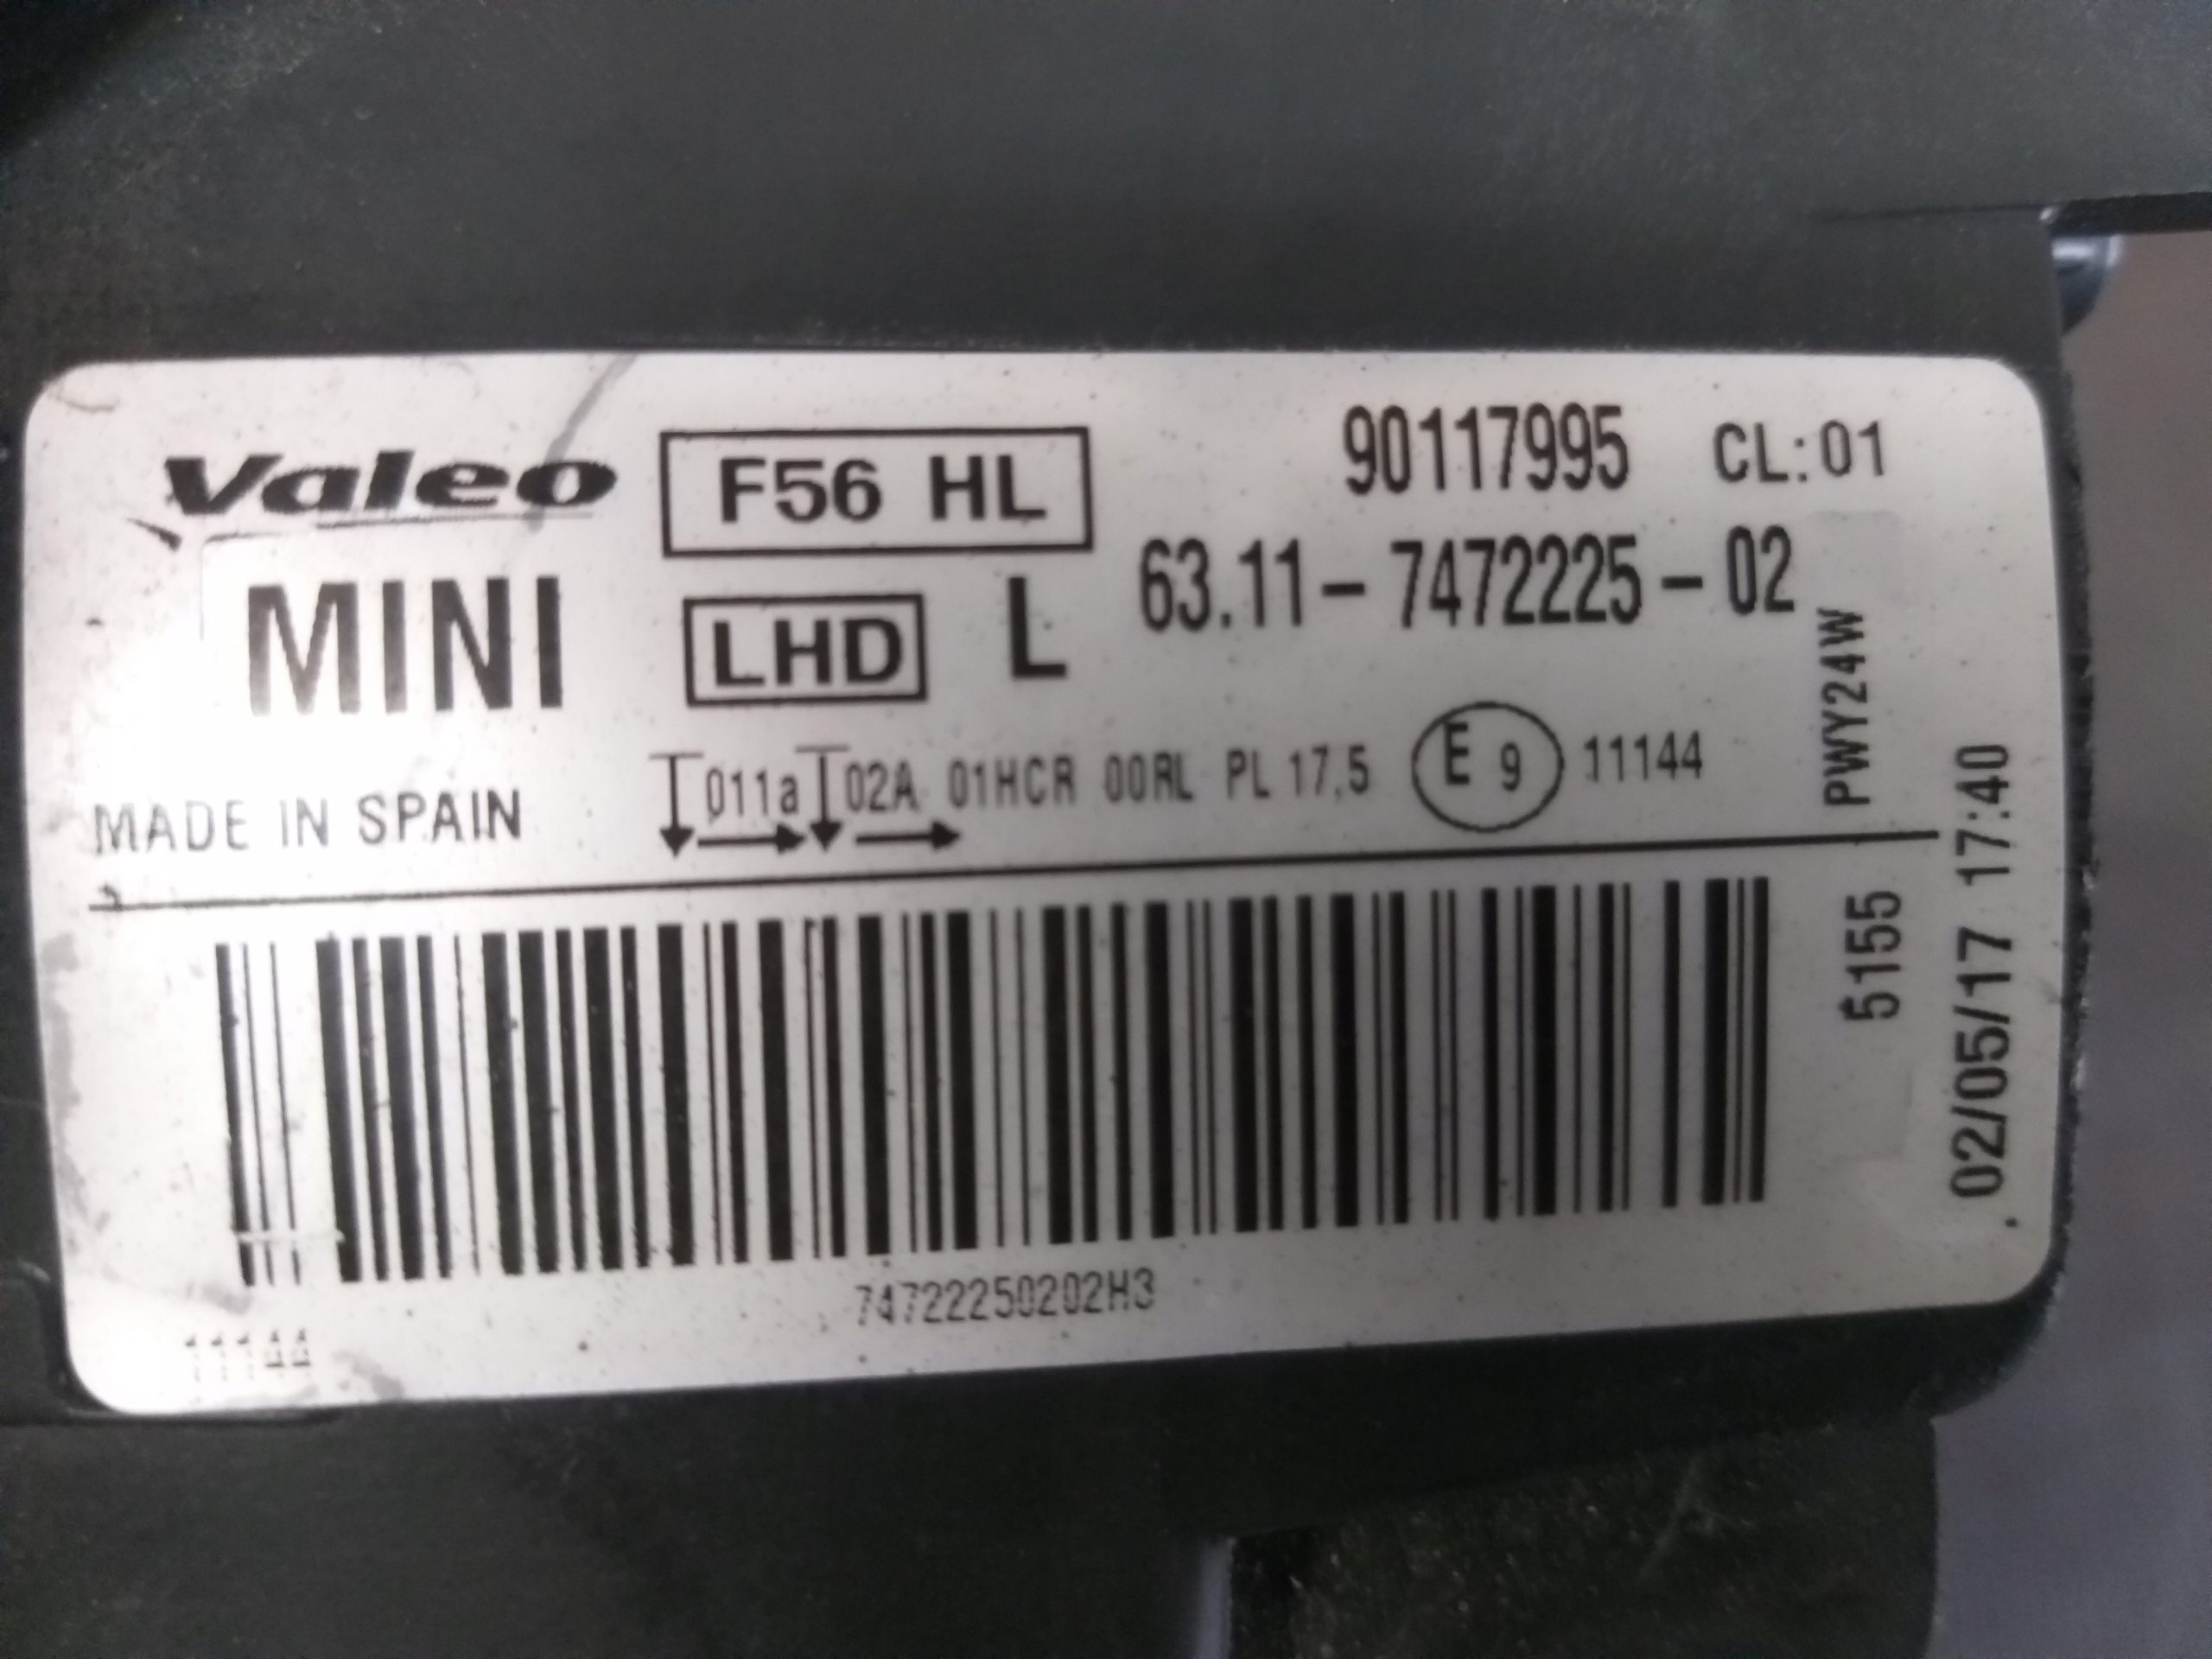 Valeo F56 HL 90117995 CL:01
MINI LHD L 63.11-7472225-02
MADE IN SPAIN 011a 02A 01HCR 00RL PL 17,5 E 9 11144
PWY24W
5155
02/05/17 17:40
74722250202H3
11144